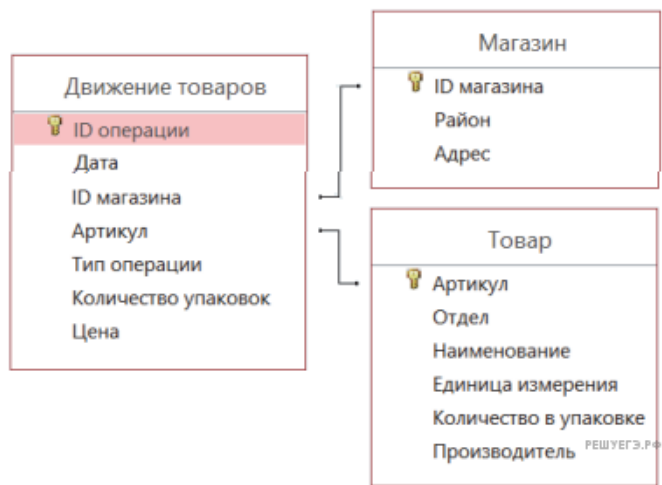 Движение товаров
ID операции
Дата
ID магазина
Артикул
Тип операции
Количество упаковок
Цена
Магазин
ID магазина
Район
Адрес
Товар
Артикул
Отдел
Наименование
Единица измерения
Количество в упаковке
Производитель
РЕШУЕГЭ.РФ